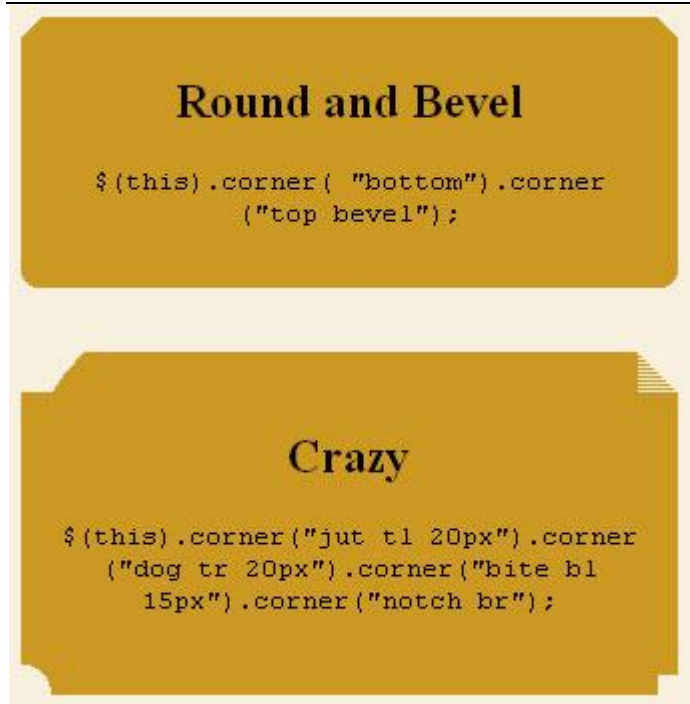 Round and Bevel
$(this).corner( "bottom").corner
("top bevel");
Crazy
$(this).corner("jut tl 20px").corner
("dog tr 20px").corner("bite bl
15px").corner("notch br");